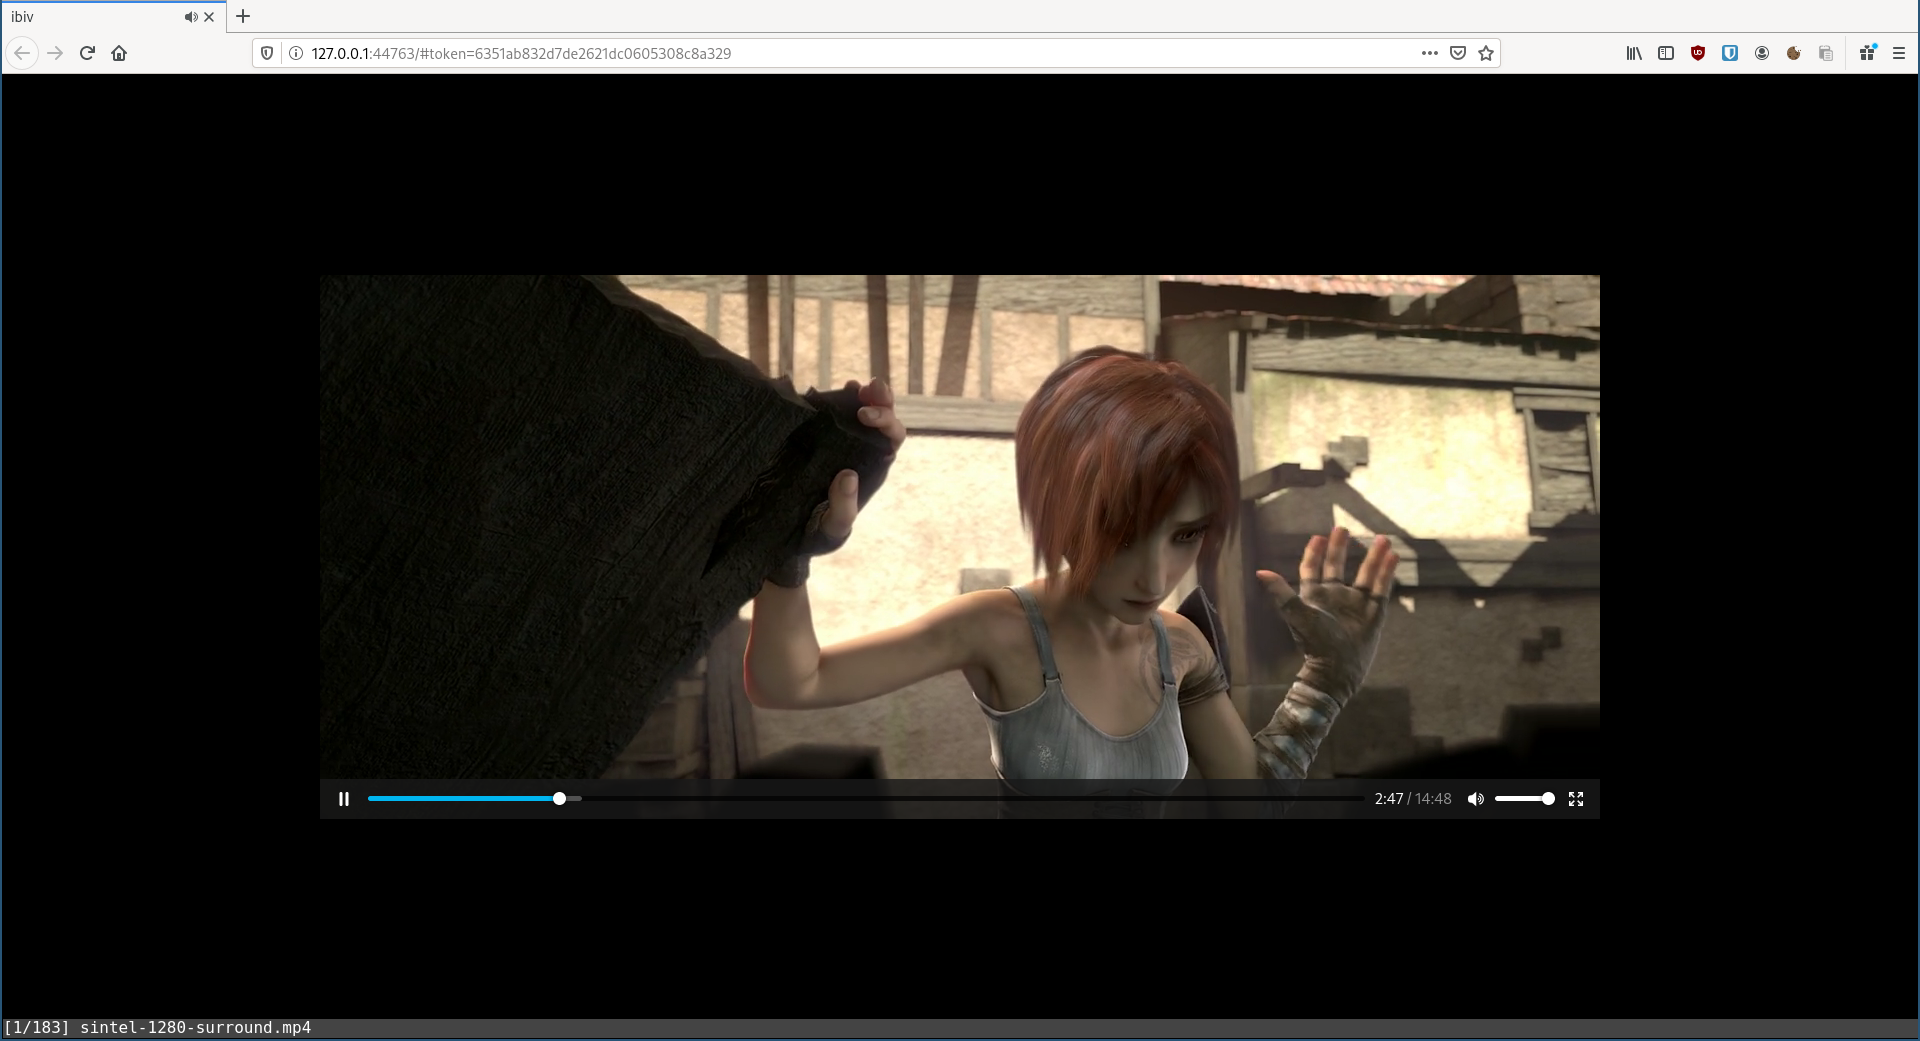 ibiv
127.0.0.1:44763/#token=6351ab832d7de2621dc0605308c8a329
2:47 / 14:48
[1/183] sintel-1280-surround.mp4